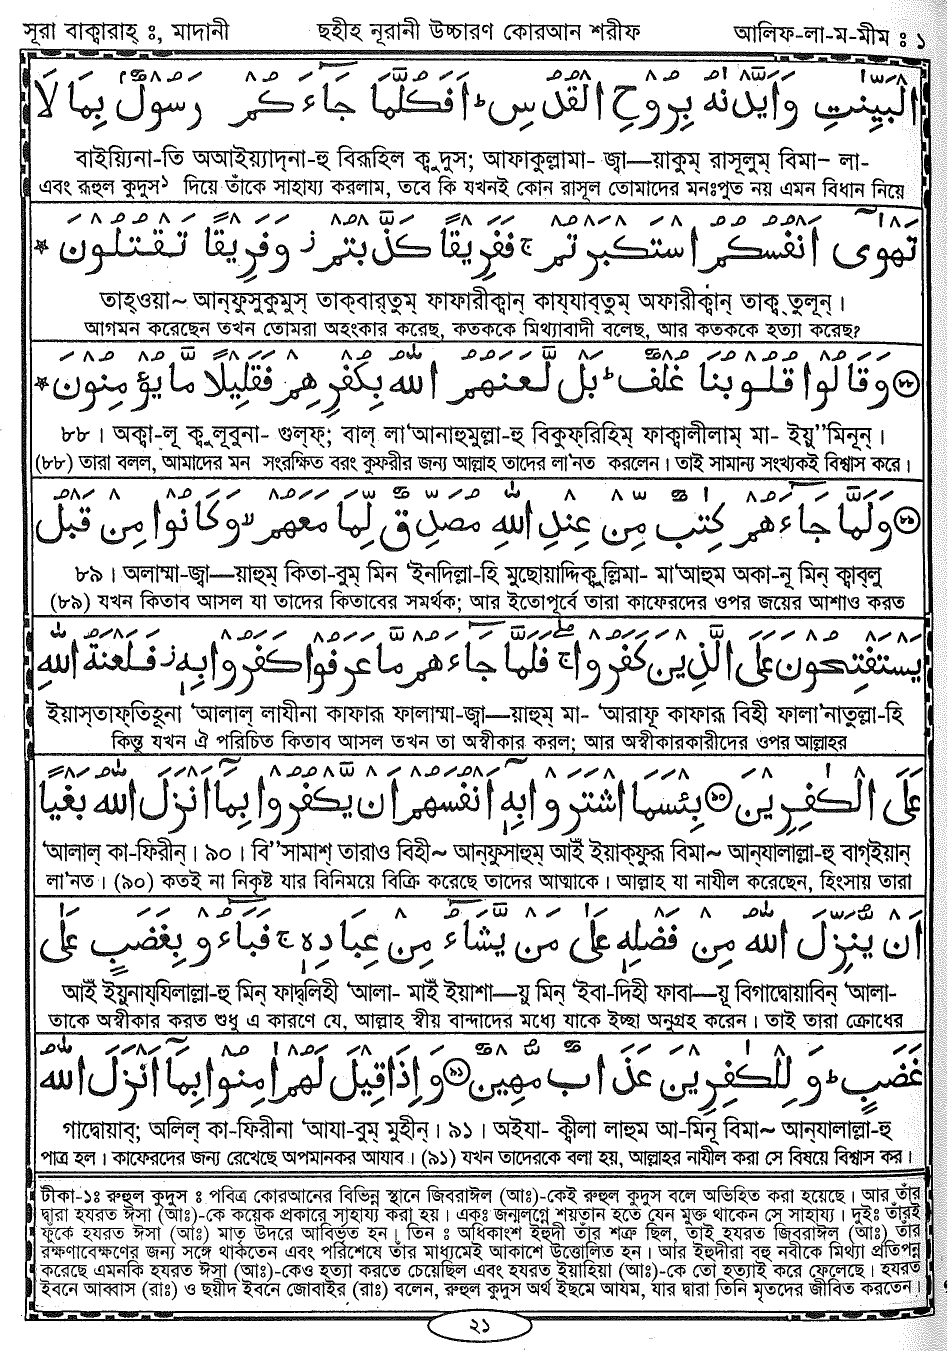 সূরা বাক্বারাহ্ ঃ, মাদানী ছহীহ নূরানী উচ্চারণ কোরআন শরীফ আলিফ-লা-ম-মীম ঃ ১
الْبَيِّنٰتِ وَاَيَّدْنٰهُ بِرُوْحِ الْقُدُسِ ؕ اَفَكُلَّمَا جَآءَكُمْ رَسُوْلٌۢ بِمَا لَا
বাইয়্যিনা-তি অআইয়্যাদ্‌না-হু বিরূহিল ক্বুদুস; আফাকুল্লামা- জ্বা—য়াকুম্ রাসূলুম্ বিমা- লা-
এবং রূহুল কুদুস১ দিয়ে তাঁকে সাহায্য করলাম, তবে কি যখনই কোন রাসূল তোমাদের মনঃপুত নয় এমন বিধান নিয়ে
تَهْوٰٓى اَنْفُسُكُمُ اسْتَكْبَرْتُمْ ۚ فَفَرِيْقًا كَذَّبْتُمْ ؗ وَفَرِيْقًا تَقْتُلُوْنَ *
তাহ্‌ওয়া~ আন্‌ফুসুকুমুস্ তাক্‌বার্‌তুম্ ফাফারীক্বান্ কায্‌যাব্‌তুম্ অফারীক্বান্ তাক্ব্‌তুলূন্।
আগমন করেছেন তখন তোমরা অহংকার করেছ, কতককে মিথ্যাবাদী বলেছ, আর কতককে হত্যা করেছ?
﴿٨٨﴾ وَقَالُوْا قُلُوْبُنَا غُلْفٌ ؕ بَلْ لَّعَنَهُمُ اللّٰهُ بِكُفْرِهِمْ فَقَلِيْلًا مَّا يُؤْمِنُوْنَ *
৮৮। অক্বা-লূ ক্বুলূবুনা- গুল্‌ফ্; বাল্ লা'আনাহুমুল্লা-হু বিকুফ্‌রিহিম্ ফাক্বালীলাম্ মা- ইয়ু''মিনূন্।
(৮৮) তারা বলল, আমাদের মন সংরক্ষিত বরং কুফরীর জন্য আল্লাহ তাদের লা'নত করলেন। তাই সামান্য সংখ্যকই বিশ্বাস করে।
﴿٨٩﴾ وَلَمَّا جَآءَهُمْ كِتٰبٌ مِّنْ عِنْدِ اللّٰهِ مُصَدِّقٌ لِّمَا مَعَهُمْ ۙ وَكَانُوْا مِنْ قَبْلُ
৮৯। অলাম্মা-জ্বা—য়াহুম্ কিতা-বুম্ মিন 'ইনদিল্লা-হি মুছোয়াদ্দিক্বুল্লিমা- মা'আহুম অকা-নূ মিন্ ক্বাব্‌লু
(৮৯) যখন কিতাব আসল যা তাদের কিতাবের সমর্থক; আর ইতোপূর্বে তারা কাফেরদের ওপর জয়ের আশাও করত
يَسْتَفْتِحُوْنَ عَلَى الَّذِيْنَ كَفَرُوْا ۚ فَلَمَّا جَآءَهُمْ مَّا عَرَفُوْا كَفَرُوْا بِهٖ ؗ فَلَعْنَةُ اللّٰهِ
ইয়াস্‌তাফ্‌তিহূনা 'আলাল্ লাযীনা কাফারূ ফালাম্মা-জ্বা—য়াহুম্ মা- 'আরাফূ কাফারূ বিহী ফালা'নাতুল্লা-হি
কিন্তু যখন ঐ পরিচিত কিতাব আসল তখন তা অস্বীকার করল; আর অস্বীকারকারীদের ওপর আল্লাহর
عَلَى الْكٰفِرِيْنَ ﴿٩٠﴾ بِئْسَمَا اشْتَرَوْا بِهٖٓ اَنْفُسَهُمْ اَنْ يَّكْفُرُوْا بِمَآ اَنْزَلَ اللّٰهُ بَغْيًا
'আলাল্ কা-ফিরীন্। ৯০। বি''সামাশ্ তারাও বিহী~ আন্‌ফুসাহুম্ আইঁ ইয়াক্‌ফুরূ বিমা~ আন্‌যালাল্লা-হু বাগ্‌ইয়ান্
লা'নত। (৯০) কতই না নিকৃষ্ট যার বিনিময়ে বিক্রি করেছে তাদের আত্মাকে। আল্লাহ যা নাযীল করেছেন, হিংসায় তারা
اَنْ يُّنَزِّلَ اللّٰهُ مِنْ فَضْلِهٖ عَلٰى مَنْ يَّشَآءُ مِنْ عِبَادِهٖ ۚ فَبَآءُوْ بِغَضَبٍ عَلٰى
আইঁ ইয়ুনায্‌যিলাল্লা-হু মিন্ ফাদ্ব্‌লিহী 'আলা- মাইঁ ইয়াশা—য়ু মিন্ 'ইবা-দিহী ফাবা—য়ূ বিগাদ্বোয়াবিন্ 'আলা-
তাকে অস্বীকার করত শুধু এ কারণে যে, আল্লাহ স্বীয় বান্দাদের মধ্যে যাকে ইচ্ছা অনুগ্রহ করেন। তাই তারা ক্রোধের
غَضَبٍ ؕ وَلِلْكٰفِرِيْنَ عَذَابٌ مُّهِيْنٌ ﴿٩١﴾ وَاِذَا قِيْلَ لَهُمْ اٰمِنُوْا بِمَآ اَنْزَلَ اللّٰهُ
গাদ্বোয়াব্; অলিল্ কা-ফিরীনা 'আযা-বুম্ মুহীন্। ৯১। অইযা- ক্বীলা লাহুম আ-মিনূ বিমা~ আন্‌যালাল্লা-হু
পাত্র হল। কাফেরদের জন্য রেখেছে অপমানকর আযাব। (৯১) যখন তাদেরকে বলা হয়, আল্লাহর নাযীল করা সে বিষয়ে বিশ্বাস কর।
টীকা-১ঃ রুহুল কুদুস ঃ পবিত্র কোরআনের বিভিন্ন স্থানে জিবরাঈল (আঃ)-কেই রুহুল কুদুস বলে অভিহিত করা হয়েছে। আর তাঁর
দ্বারা হযরত ঈসা (আঃ)-কে কয়েক প্রকারে সাহায্য করা হয়। একঃ জন্মলগ্নে শয়তান হতে যেন মুক্ত থাকেন সে সাহায্য। দুইঃ তাঁরই
ফুঁকে হযরত ঈসা (আঃ) মাতৃ উদরে আবির্ভূত হন। তিন ঃ অধিকাংশ ইহুদী তাঁর শত্রু ছিল, তাই হযরত জিবরাঈল (আঃ) তাঁর
রক্ষণাবেক্ষণের জন্য সঙ্গে থাকতেন এবং পরিশেষে তাঁর মাধ্যমেই আকাশে উত্তোলিত হন। আর ইহুদীরা বহু নবীকে মিথ্যা প্রতিপন্ন
করেছে এমনকি হযরত ঈসা (আঃ)-কেও হত্যা করতে চেয়েছিল এবং হযরত ইয়াহিয়া (আঃ)-কে তো হত্যাই করে ফেলেছে। হযরত
ইবনে আব্বাস (রাঃ) ও ছয়ীদ ইবনে জোবাইর (রাঃ) বলেন, রুহুল কুদুস অর্থ ইছমে আযম, যার দ্বারা তিনি মৃতদের জীবিত করতেন।
২১